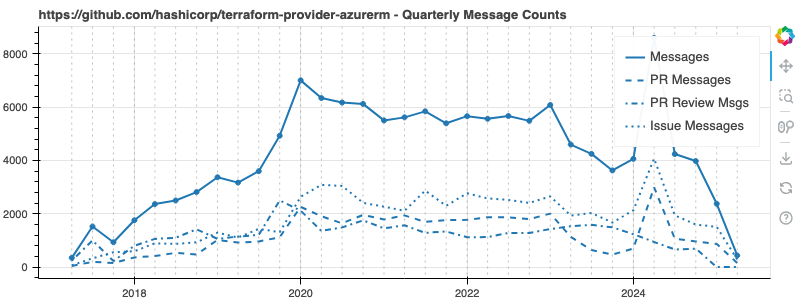 https://github.com/hashicorp/terraform-provider-azurerm - Quarterly Message Counts
8000
6000
4000
2000
0
Messages
PR Messages
PR Review Msgs
Issue Messages
2018
2020
2022
2024